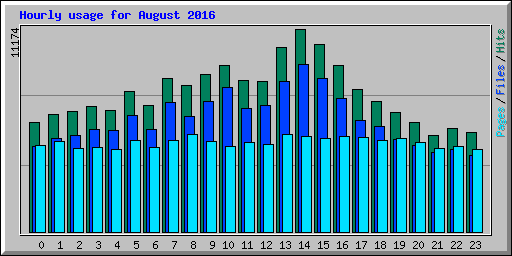 Hourly usage for August 2016
11174
Pages / Files / Hits
0 1 2 3 4 5 6 7 8 9 10 11 12 13 14 15 16 17 18 19 20 21 22 23